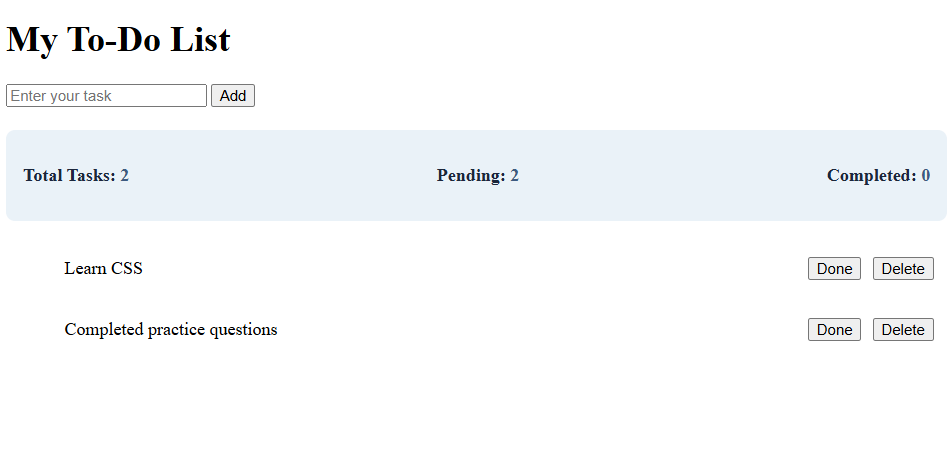 My To-Do List
Enter your task Add
Total Tasks: 2 Pending: 2 Completed: 0
Learn CSS Done Delete
Completed practice questions Done Delete